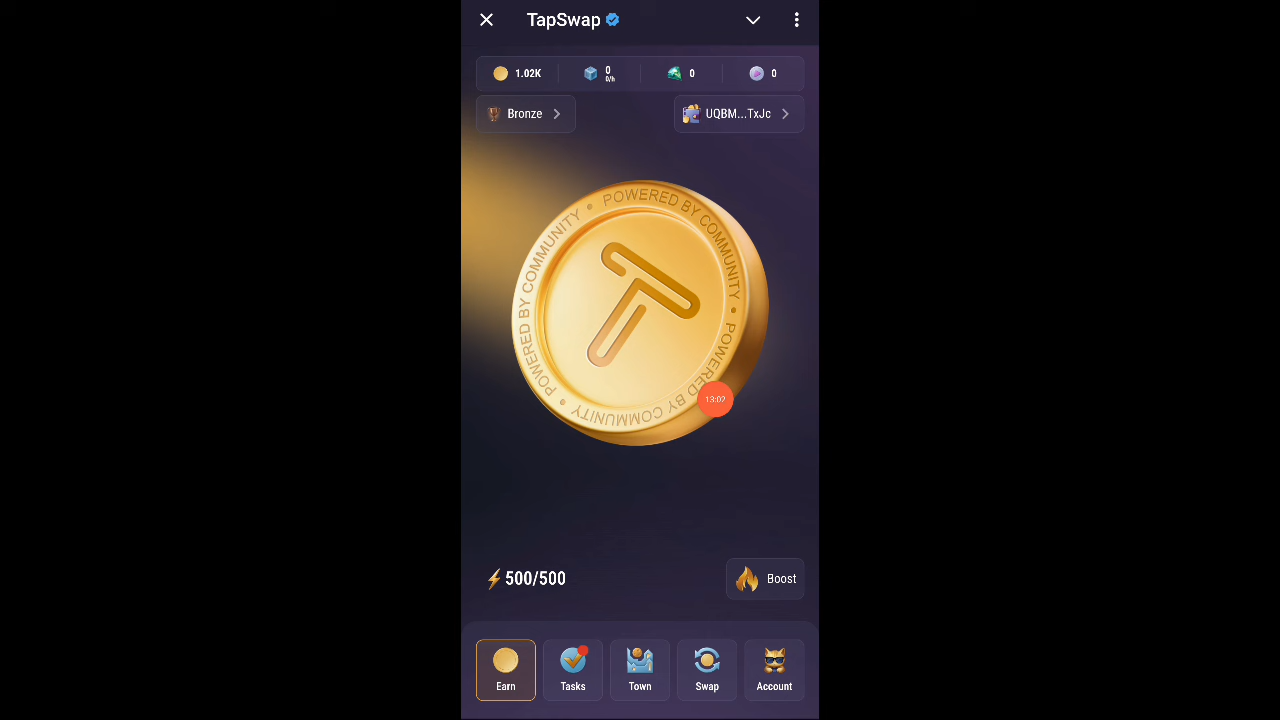 TapSwap
1.02K
0
0/h
0
0
Bronze
UQBM...TxJc
POWERED BY COMMUNITY • POWERED BY COMMUNITY • POWERED BY COMMUNITY •
13:02
500/500
Boost
Earn
Tasks
Town
Swap
Account